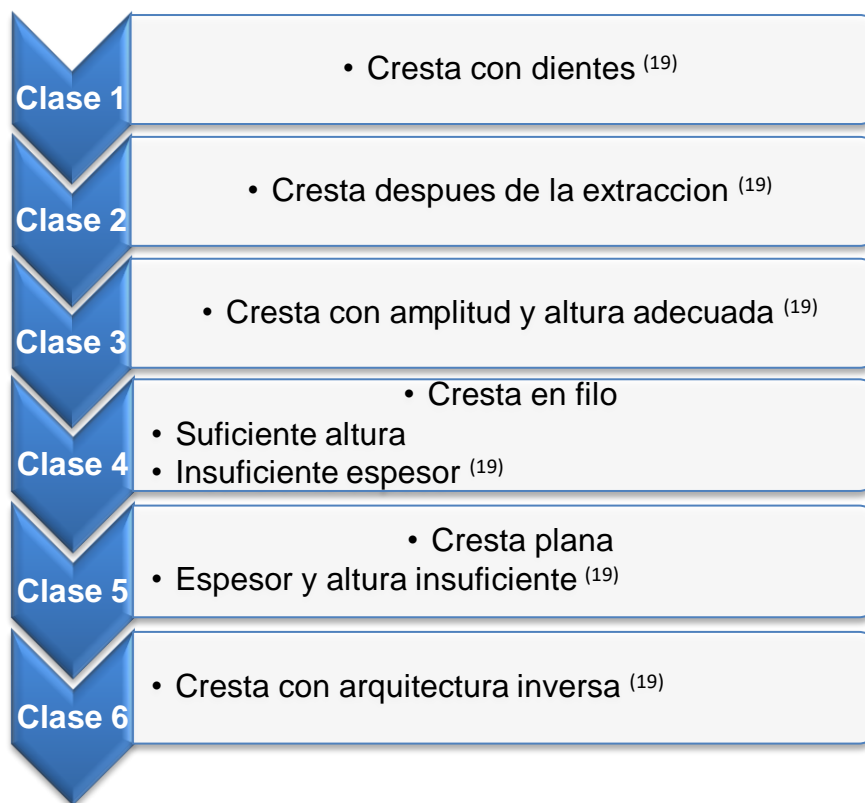 Clase 1
• Cresta con dientes (19)
Clase 2
• Cresta despues de la extraccion (19)
Clase 3
• Cresta con amplitud y altura adecuada (19)
Clase 4
• Cresta en filo
• Suficiente altura
• Insuficiente espesor (19)
Clase 5
• Cresta plana
• Espesor y altura insuficiente (19)
Clase 6
• Cresta con arquitectura inversa (19)